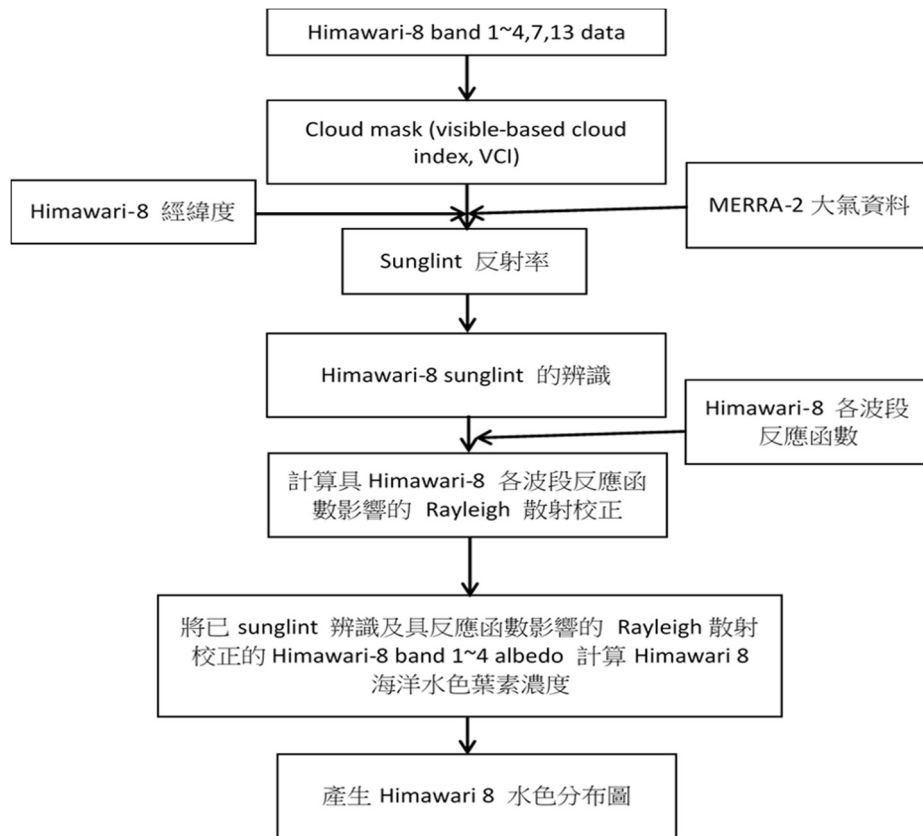 Himawari-8 band 1~4,7,13 data
Cloud mask (visible-based cloud
index, VCI)
Himawari-8 經緯度
MERRA-2 大氣資料
Sunglint 反射率
Himawari-8 sunglint 的辨識
Himawari-8 各波段
反應函數
計算具 Himawari-8 各波段反應函
數影響的 Rayleigh 散射校正
將已 sunglint 辨識及具反應函數影響的 Rayleigh 散射
校正的 Himawari-8 band 1~4 albedo 計算 Himawari 8
海洋水色葉素濃度
產生 Himawari 8 水色分布圖